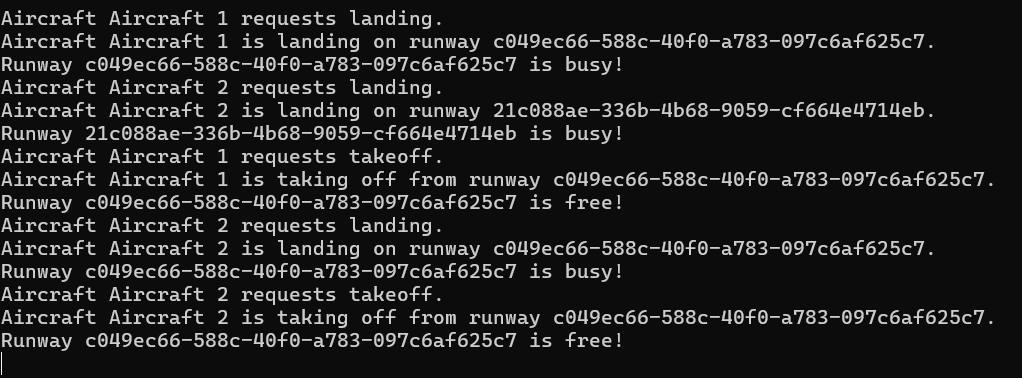 Aircraft Aircraft 1 requests landing.
Aircraft Aircraft 1 is landing on runway c049ec66-588c-40f0-a783-097c6af625c7.
Runway c049ec66-588c-40f0-a783-097c6af625c7 is busy!
Aircraft Aircraft 2 requests landing.
Aircraft Aircraft 2 is landing on runway 21c088ae-336b-4b68-9059-cf664e4714eb.
Runway 21c088ae-336b-4b68-9059-cf664e4714eb is busy!
Aircraft Aircraft 1 requests takeoff.
Aircraft Aircraft 1 is taking off from runway c049ec66-588c-40f0-a783-097c6af625c7.
Runway c049ec66-588c-40f0-a783-097c6af625c7 is free!
Aircraft Aircraft 2 requests landing.
Aircraft Aircraft 2 is landing on runway c049ec66-588c-40f0-a783-097c6af625c7.
Runway c049ec66-588c-40f0-a783-097c6af625c7 is busy!
Aircraft Aircraft 2 requests takeoff.
Aircraft Aircraft 2 is taking off from runway c049ec66-588c-40f0-a783-097c6af625c7.
Runway c049ec66-588c-40f0-a783-097c6af625c7 is free!